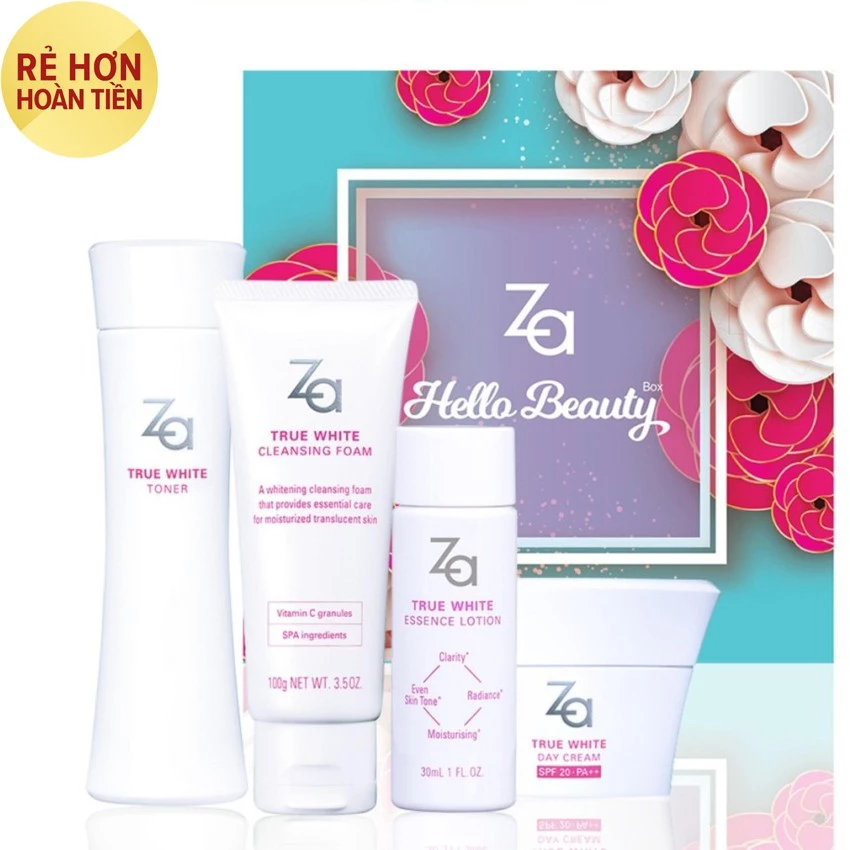 RẺ HƠN
HOÀN TIỀN
Za
Hello Beauty Box
Za
TRUE WHITE
TONER
Za
TRUE WHITE
CLEANSING FOAM
A whitening cleansing foam
that provides essential care
for moisturized translucent skin
Vitamin C granules
SPA ingredients
100g NET WT. 3.5OZ.
Za
TRUE WHITE
ESSENCE LOTION
Clarity*
Even
Skin Tone*
Radiance*
Moisturising*
30mL 1 FL. OZ.
Za
TRUE WHITE
DAY CREAM
SPF 20·PA++